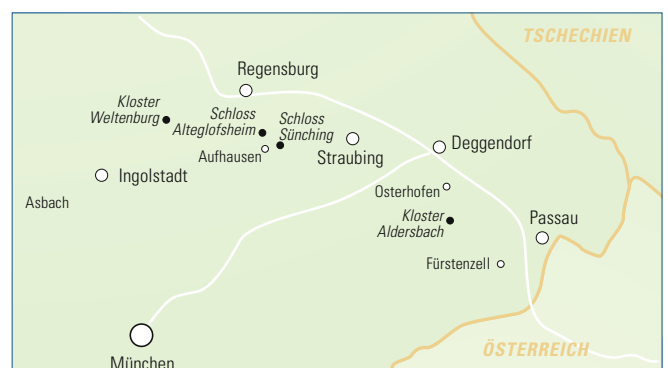 TSCHECHIEN
Regensburg
Kloster
Weltenburg
Schloss
Alteglofsheim
Schloss
Sünching
Aufhausen
Straubing
Deggendorf
Ingolstadt
Asbach
Osterhofen
Kloster
Aldersbach
Passau
Fürstenzell
München
ÖSTERREICH